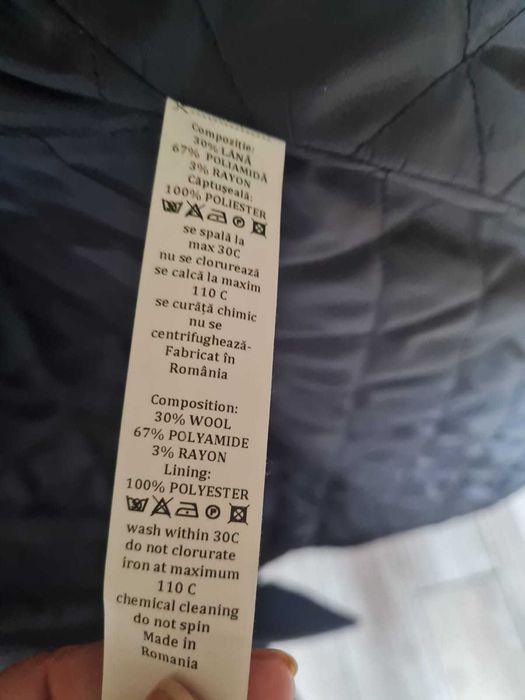 Compozitie:
30% LÂNĂ
67% POLIAMIDĂ
3% RAYON
Căptușeală:
100% POLIESTER
se spală la
max 30C
nu se clorurează
se calcă la maxim
110 C
se curăță chimic
nu se
centrifughează-
Fabricat în
România
Composition:
30% WOOL
67% POLYAMIDE
3% RAYON
Lining:
100% POLYESTER
wash within 30C
do not clorurate
iron at maximum
110 C
chemical cleaning
do not spin
Made in
Romania